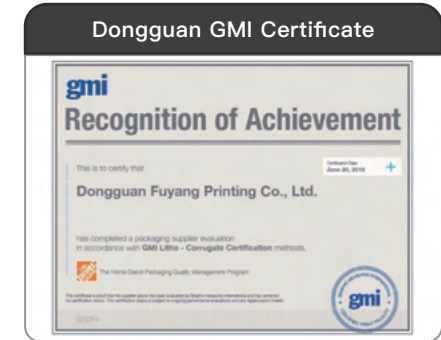 Dongguan GMI Certificate
gmi
Recognition of Achievement
This is to certify that
Certification Date
June 20, 2018
Dongguan Fuyang Printing Co., Ltd.
has completed a packaging supplier evaluation
in accordance with GMI Litho - Corrugate Certification methods.
The Home Depot Packaging Quality Management Program
gmi